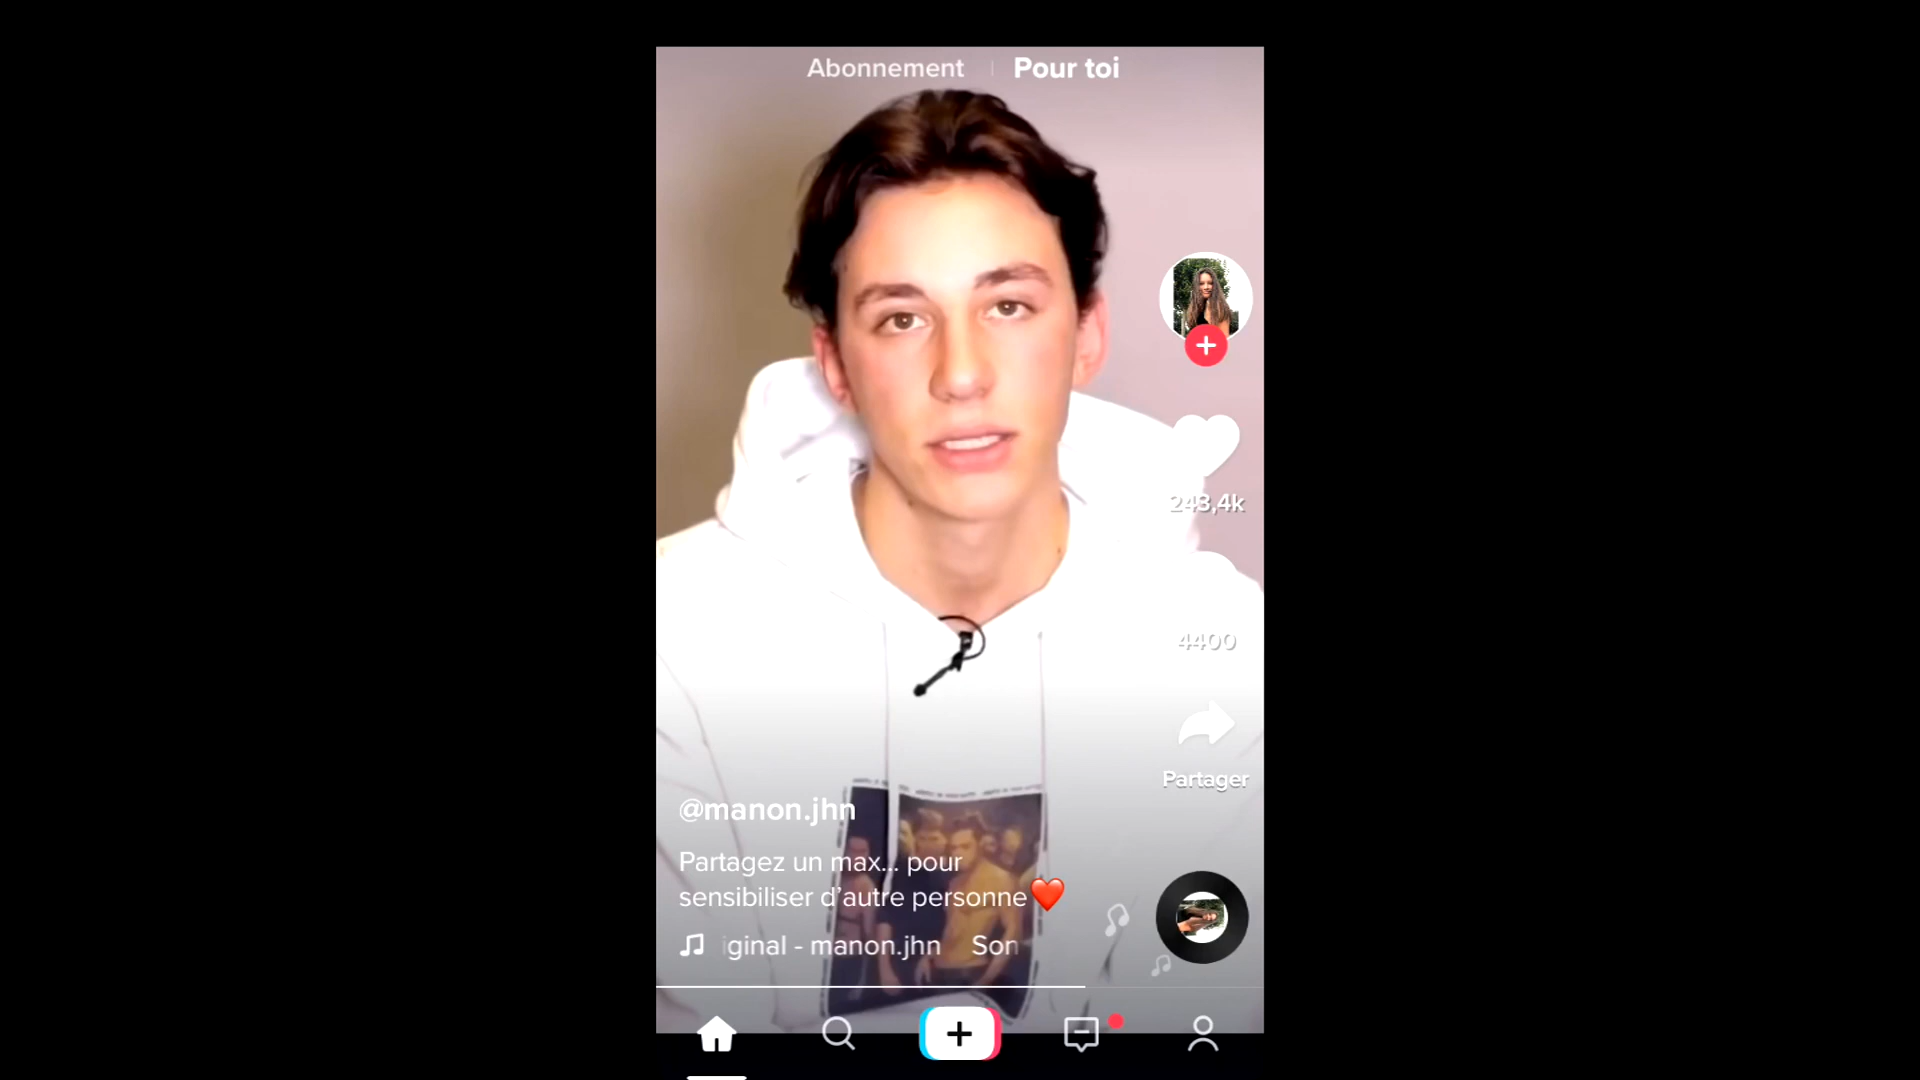 Abonnement | Pour toi
243,4k
4400
Partager
@manon.jhn
Partagez un max... pour
sensibiliser d'autre personne❤️
iginal - manon.jhn Son